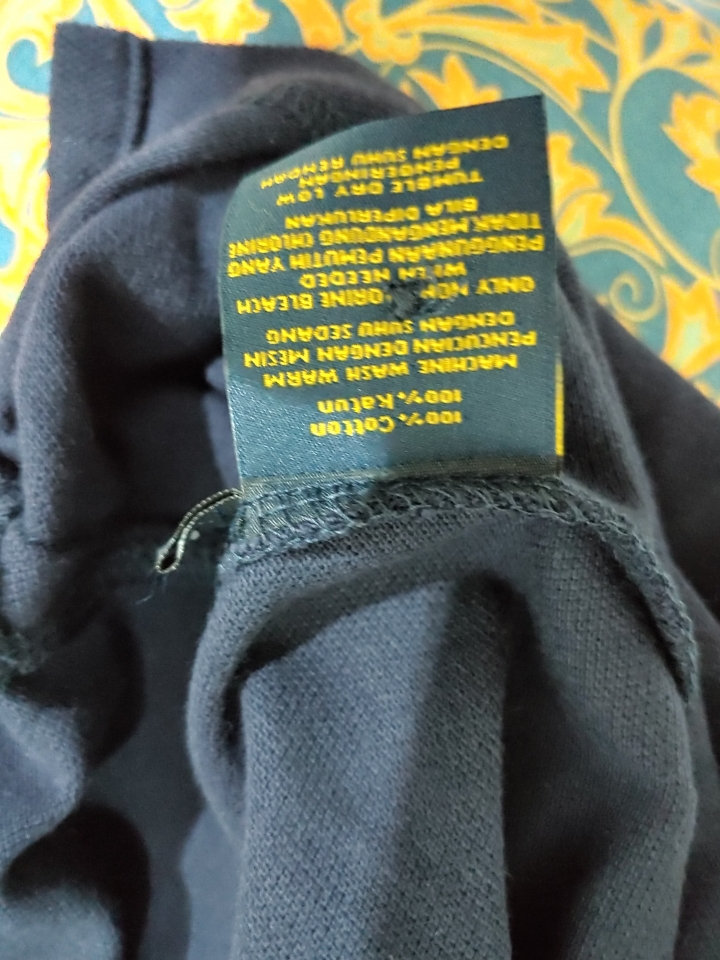 100% Cotton
100% Katun
MACHINE WASH WARM
PENCUCIAN DENGAN MESIN
DENGAN SUHU SEDANG
ONLY NON ORINE BLEACH
WHEN NEEDED
PENGGUNAAN PEMUTIH YANG
TIDAK MENGANDUNG CHLORINE
BILA DIPERLUKAN
TUMBLE DRY LOW
PENGERINGAN
DENGAN SUHU RENDAH